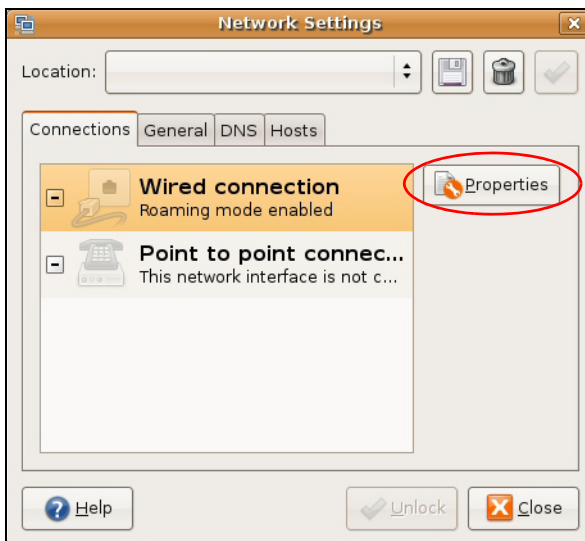 Network Settings
Location:
Connections General DNS Hosts
Wired connection
Roaming mode enabled
Properties
Point to point connec...
This network interface is not c...
Help Unlock Close